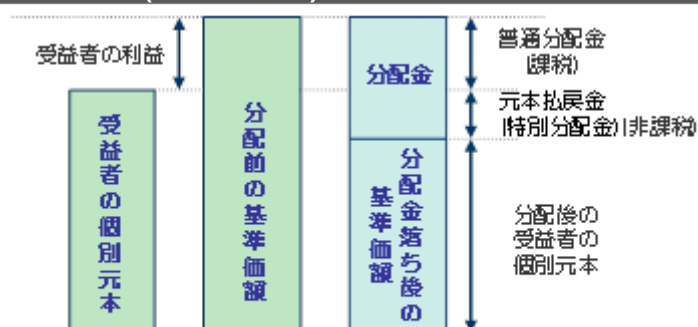 受益者の利益
受益者の個別元本
分配前の基準価額
分配金
分配金落ち後の
基準価額
普通分配金
(課税)
元本払戻金
(特別分配金)(非課税)
分配後の
受益者の
個別元本